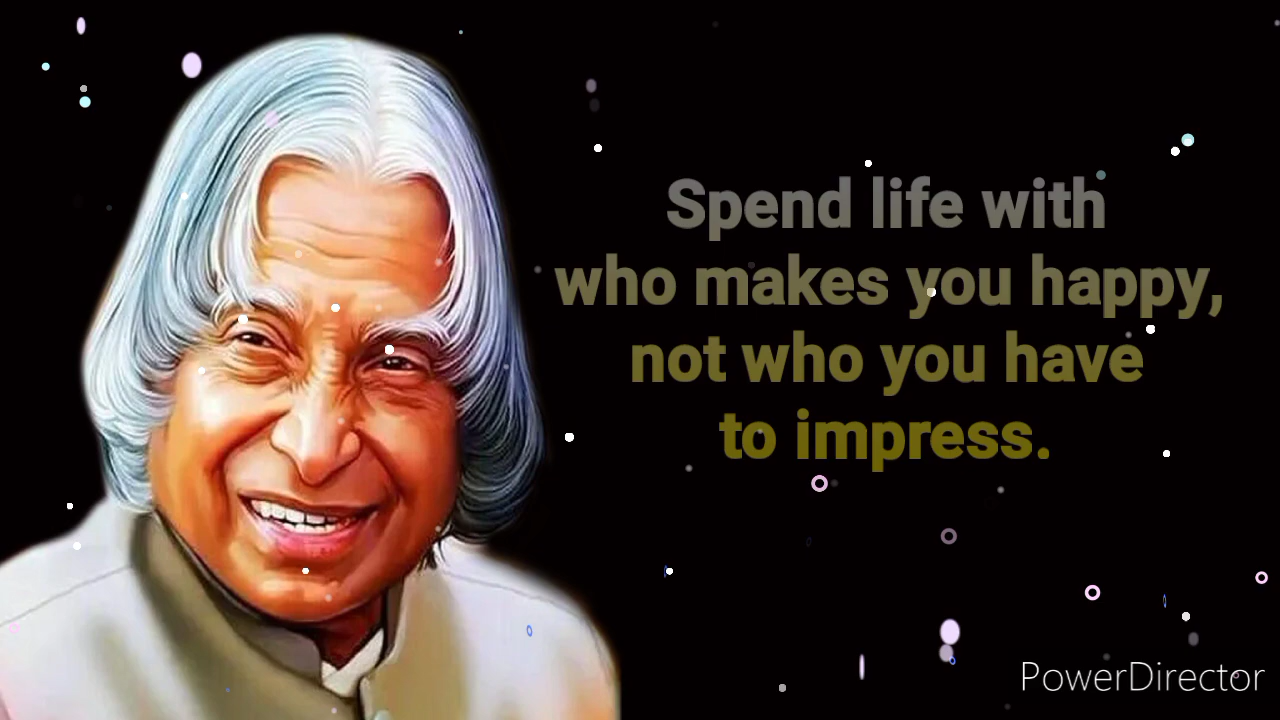 Spend life with
who makes you happy,
not who you have
to impress.
PowerDirector